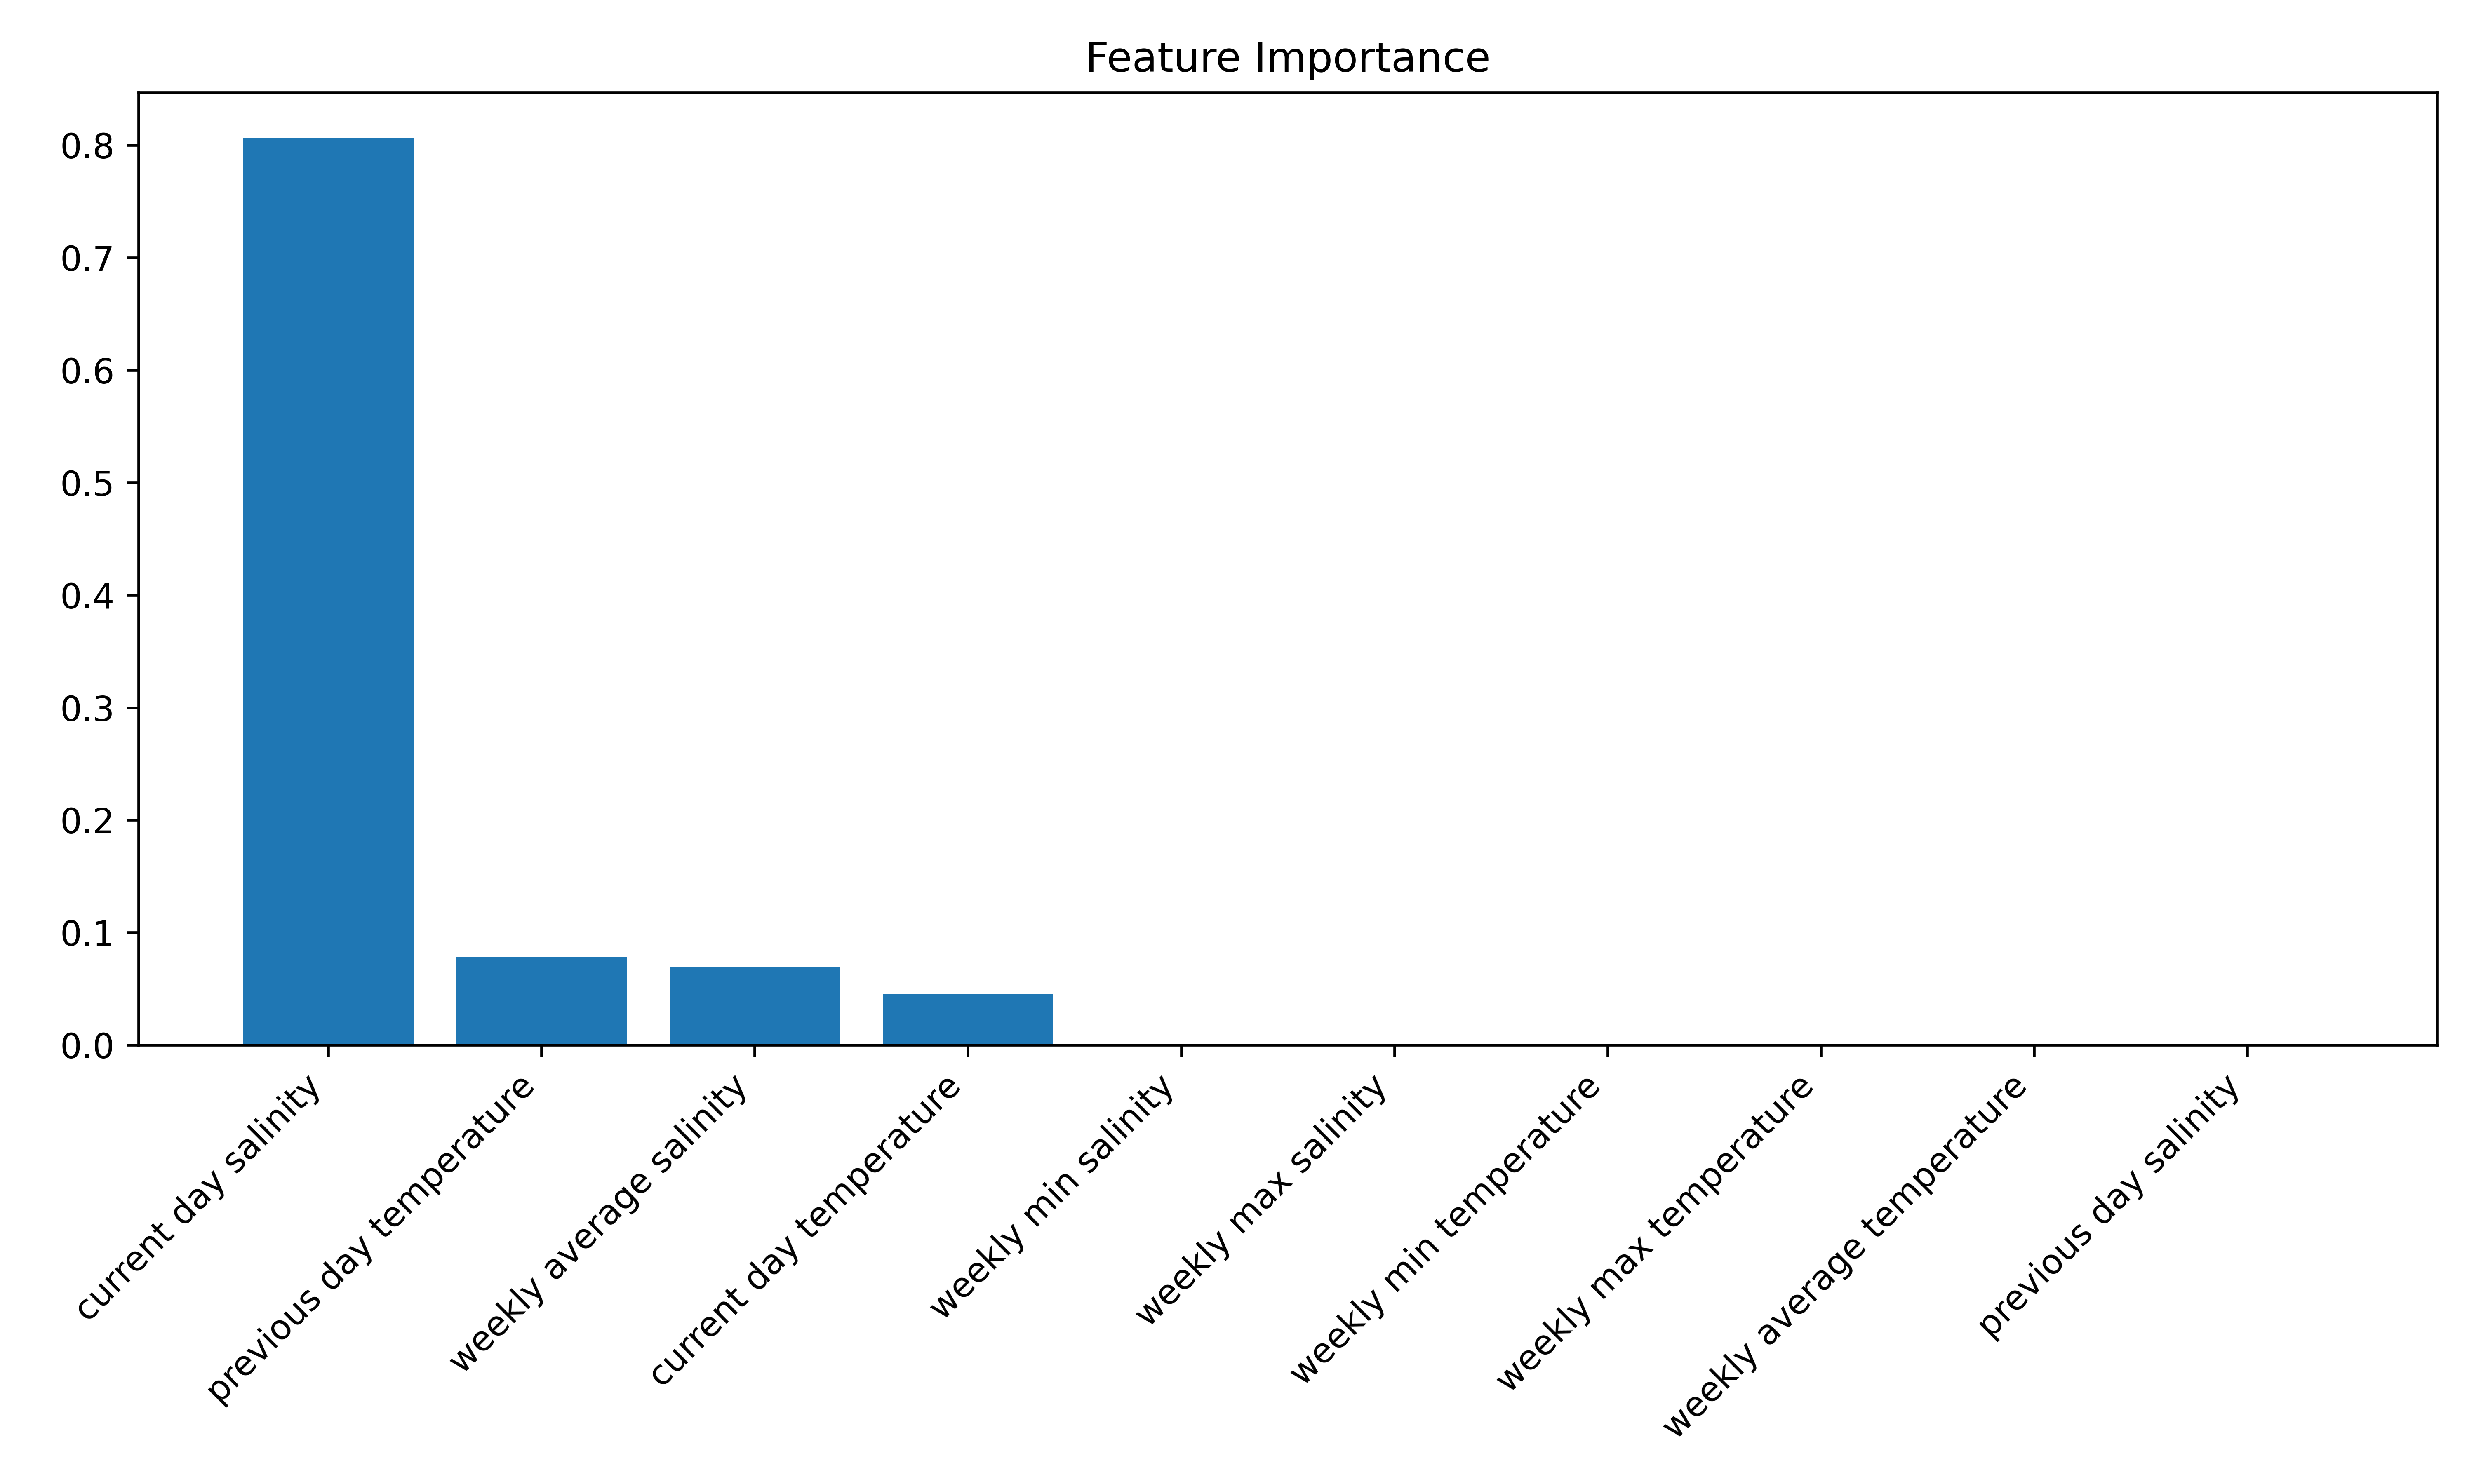 Feature Importance
0.8
0.7
0.6
0.5
0.4
0.3
0.2
0.1
0.0
current day salinity
previous day temperature
weekly average salinity
current day temperature
weekly min salinity
weekly max salinity
weekly min temperature
weekly max temperature
weekly average temperature
previous day salinity